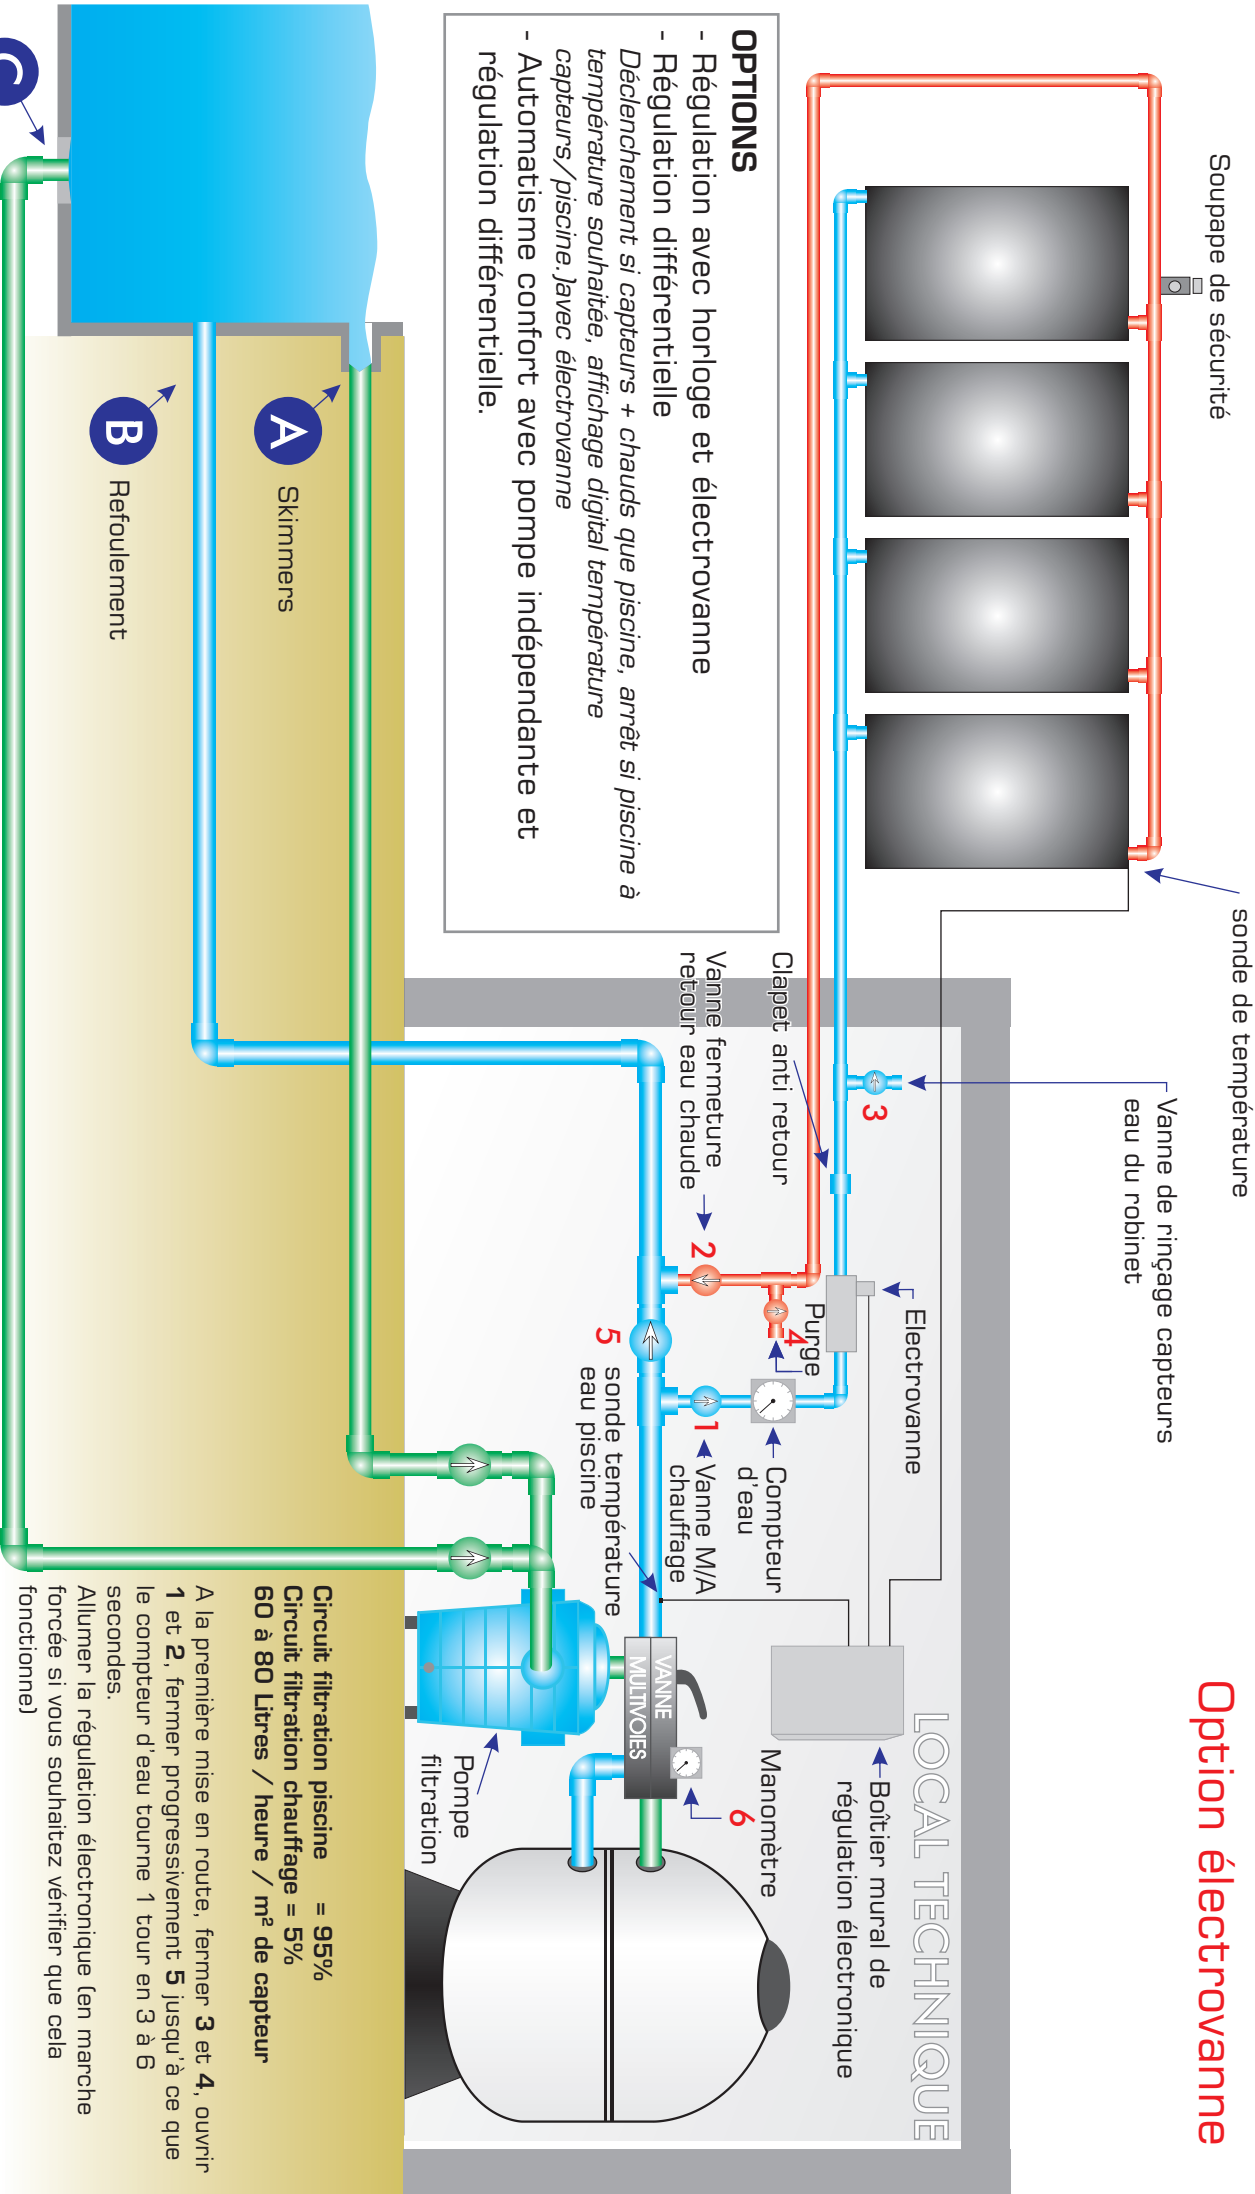 Option électrovanne
Soupape de sécurité
sonde de température
Vanne de rinçage capteurs
eau du robinet
LOCAL TECHNIQUE
OPTIONS
- Régulation avec horloge et électrovanne
- Régulation différentielle
Déclenchement si capteurs + chauds que piscine, arrêt si piscine à
température souhaitée, affichage digital température
capteurs/piscine.)avec électrovanne
- Automatisme confort avec pompe indépendante et
régulation différentielle.
Clapet anti retour
Vanne fermeture
retour eau chaude
3
2
4
Purge
Electrovanne
5
1
Compteur
d'eau
Vanne M/A
chauffage
sonde température
eau piscine
Boîtier mural de
régulation électronique
VANNE
MULTIVOIES
6
Manomètre
Pompe
filtration
A
Skimmers
B
Refoulement
C
Circuit filtration piscine = 95%
Circuit filtration chauffage = 5%
60 à 80 Litres / heure / m² de capteur
A la première mise en route, fermer 3 et 4, ouvrir
1 et 2, fermer progressivement 5 jusqu'à ce que
le compteur d'eau tourne 1 tour en 3 à 6
secondes.
Allumer la régulation électronique (en marche
forcée si vous souhaitez vérifier que cela
fonctionne)